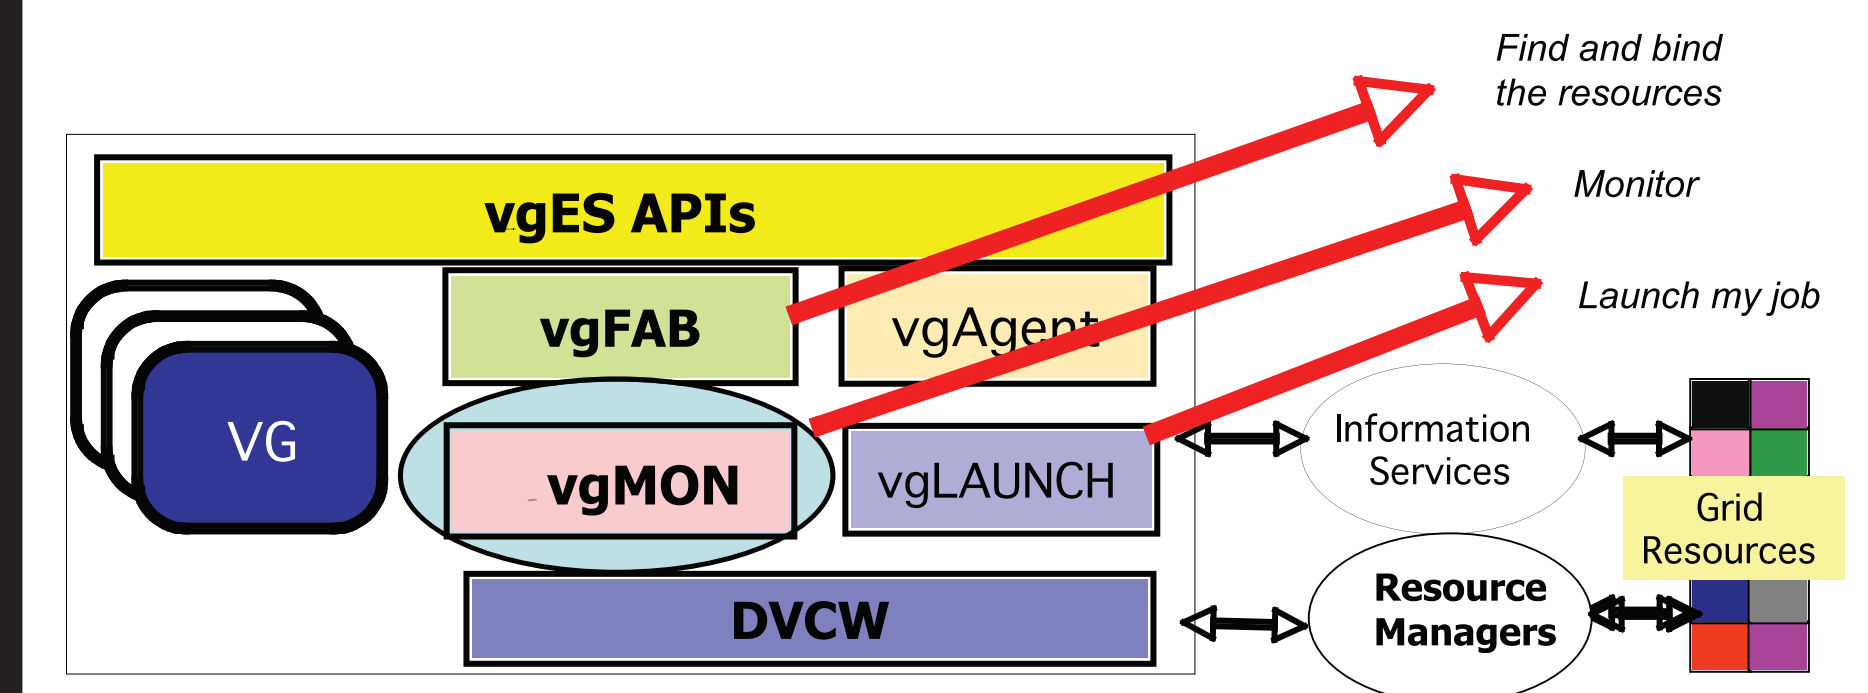 Find and bind
the resources
Monitor
Launch my job
vgES APIs
vgFAB
vgAgent
VG
vgMON
vgLAUNCH
DVCW
Information
Services
Resource
Managers
Grid
Resources